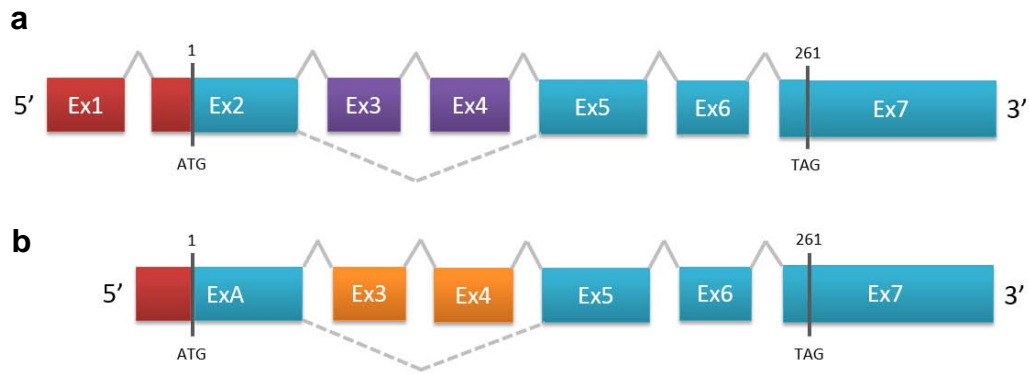 a
1 261
5’ Ex1 Ex2 Ex3 Ex4 Ex5 Ex6 Ex7 3’
ATG TAG
b
1 261
5’ ExA Ex3 Ex4 Ex5 Ex6 Ex7 3’
ATG TAG